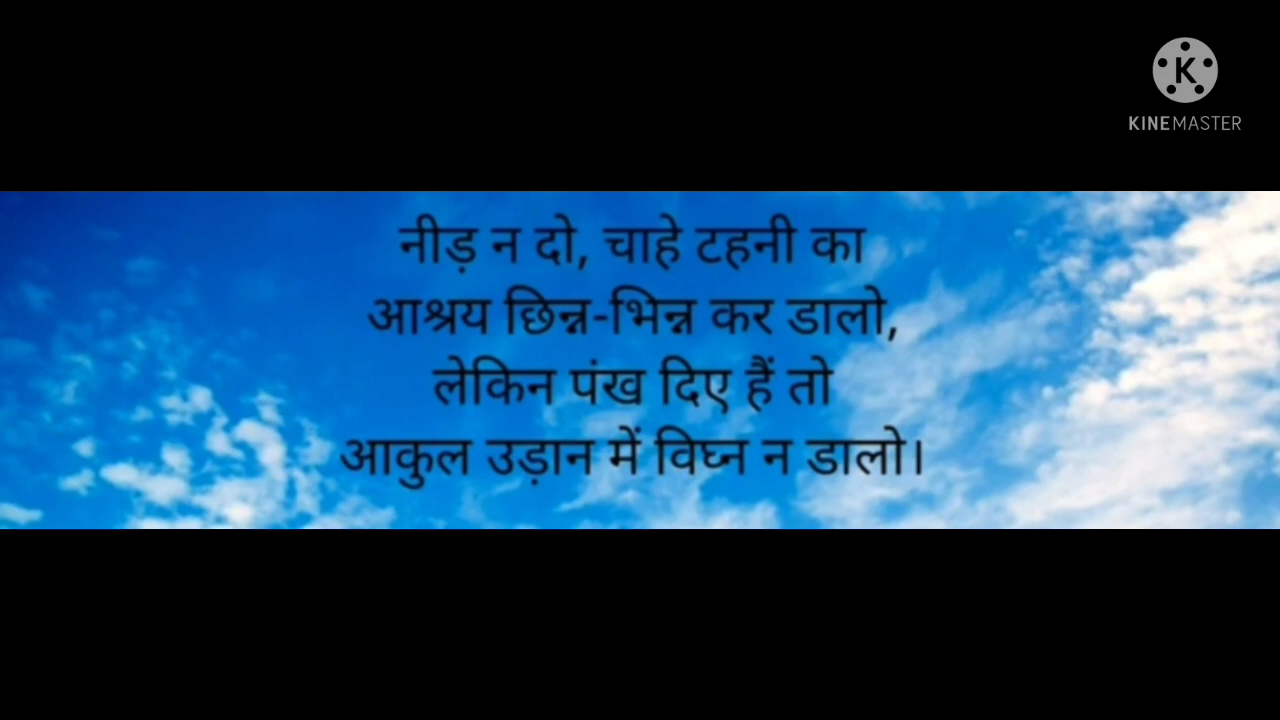 KINEMASTER
नीड़ न दो, चाहे टहनी का
आश्रय छिन्न-भिन्न कर डालो,
लेकिन पंख दिए हैं तो
आकुल उड़ान में विघ्न न डालो।